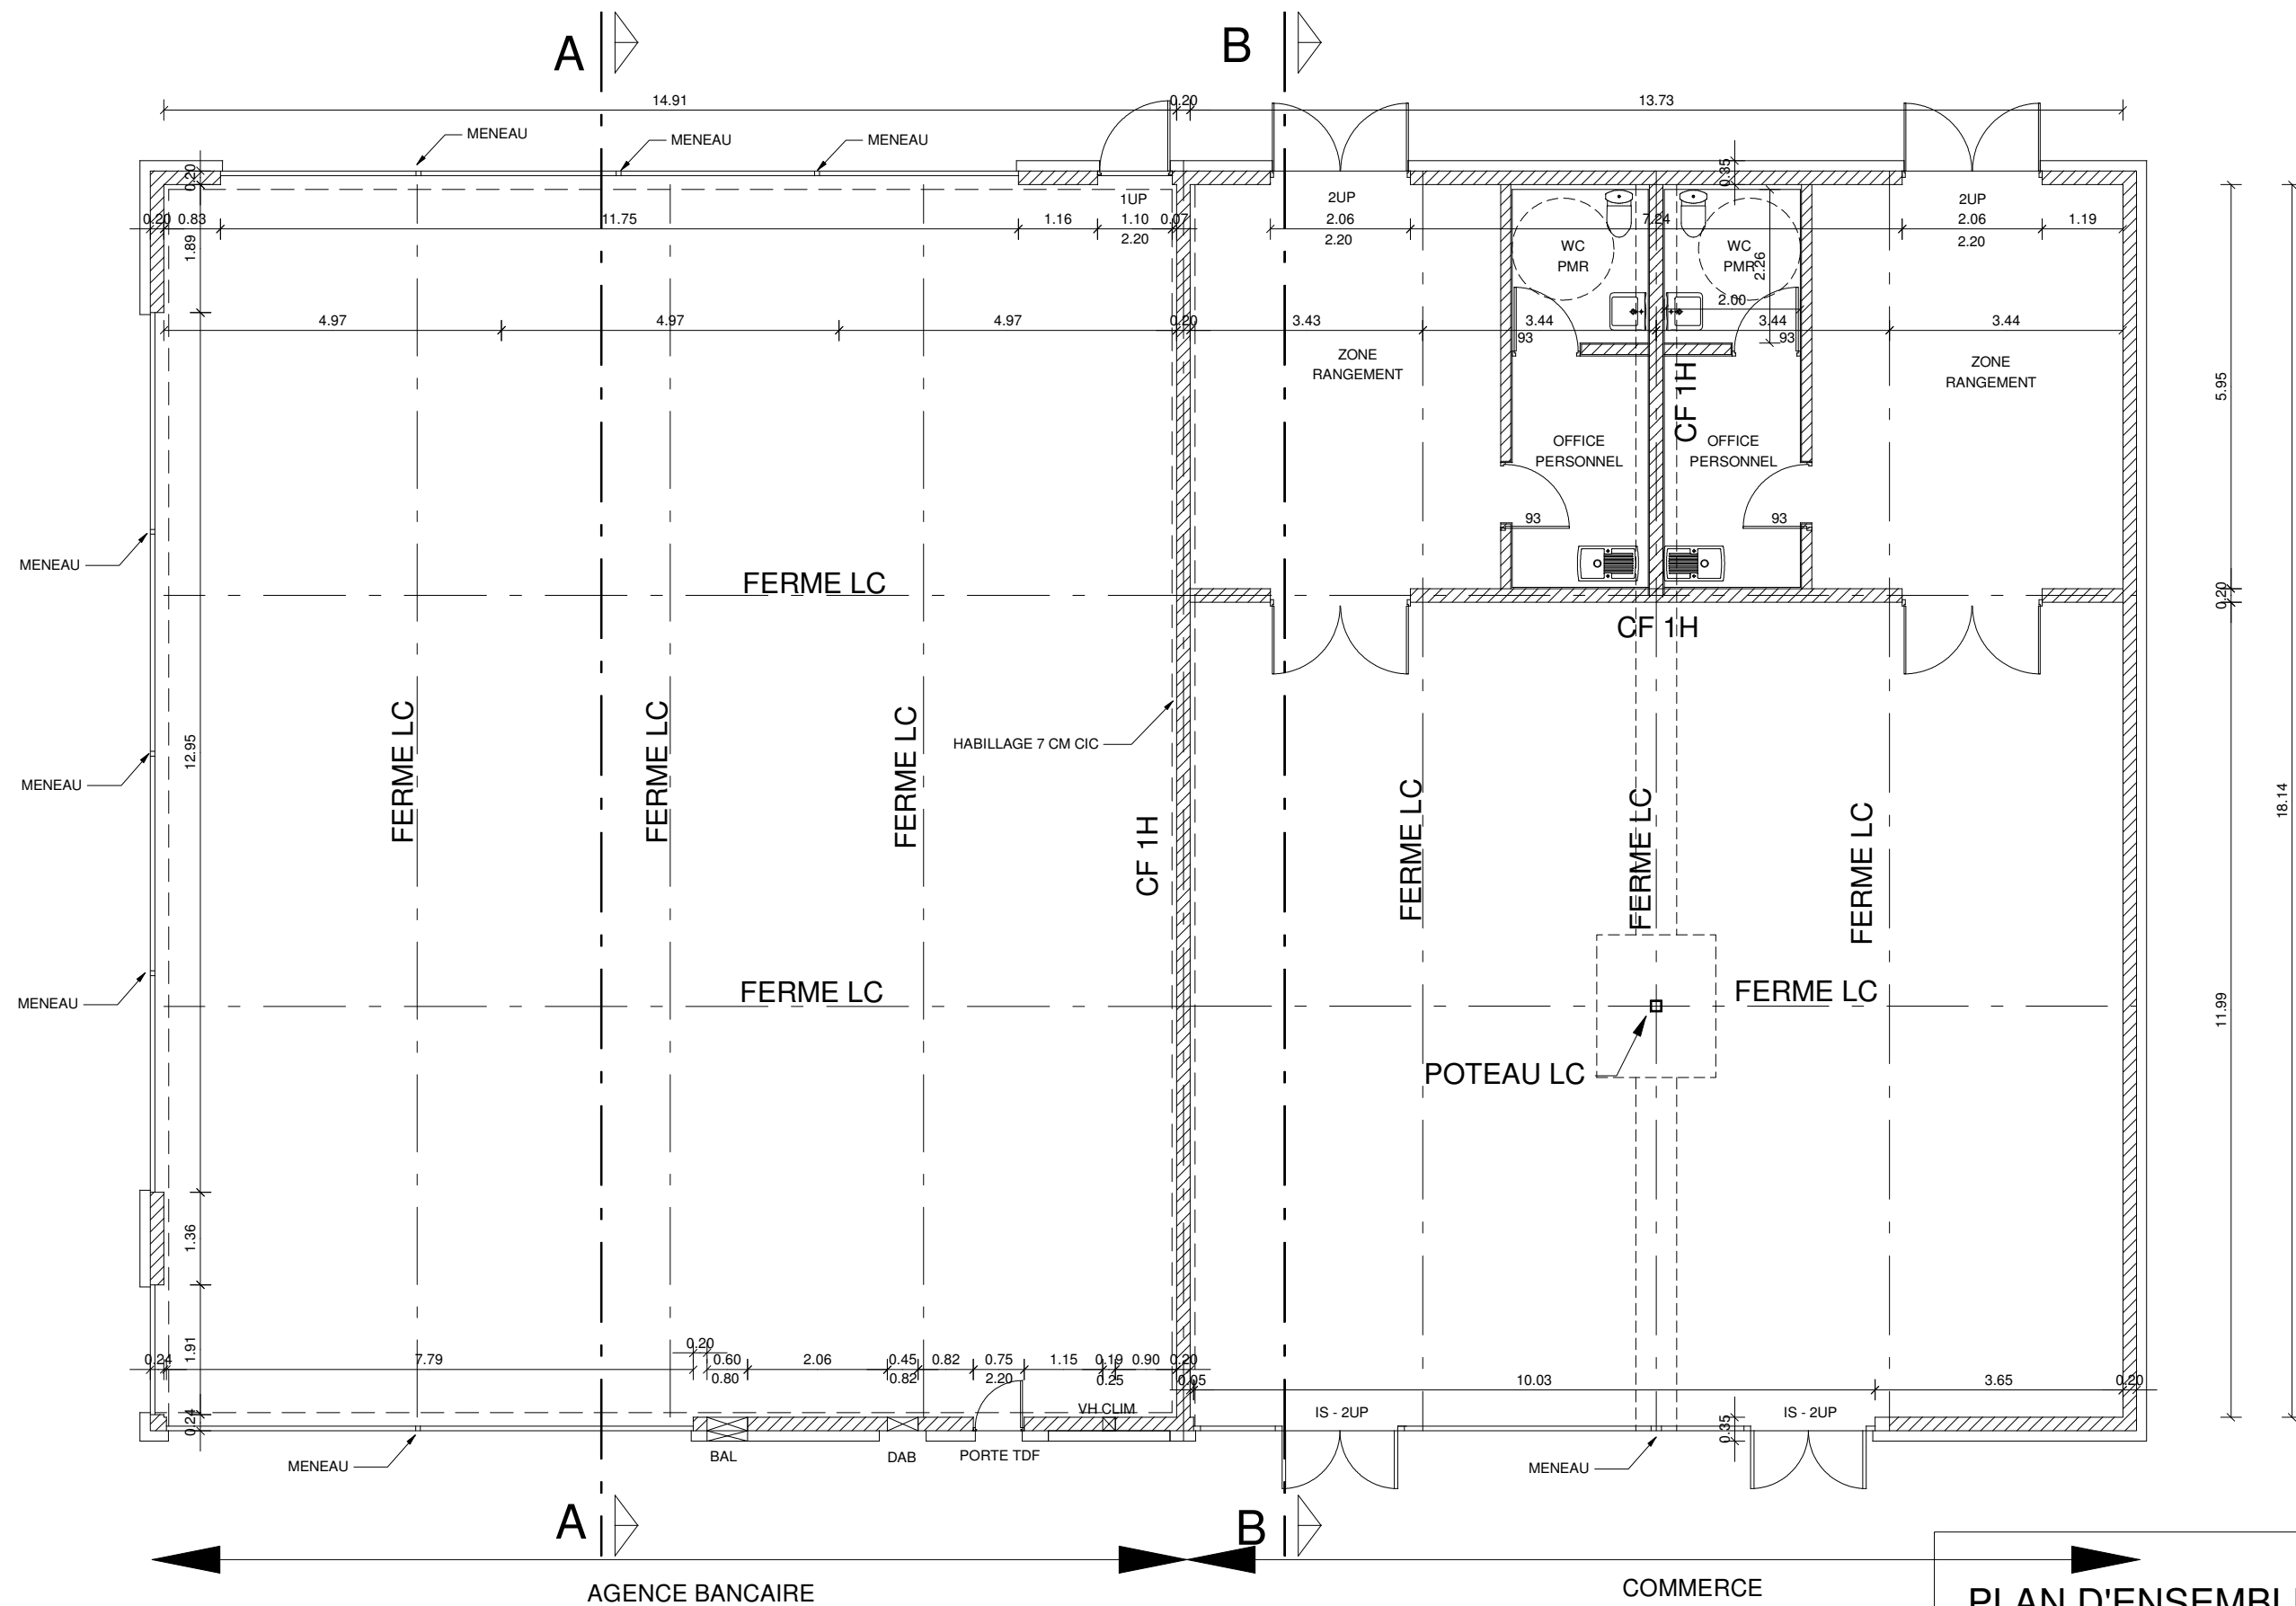 A
B
14.91
0.20
13.73
MENEAU
MENEAU
MENEAU
0.20
0.35
1UP
2UP
2UP
0.20
0.83
11.75
1.16
1.10
0.07
2.06
7.24
2.06
1.19
2.20
2.20
2.20
1.89
WC
PMR
WC
PMR
2.26
2.00
4.97
4.97
4.97
0.20
3.43
3.44
3.44
3.44
93
93
ZONE
RANGEMENT
ZONE
RANGEMENT
CF 1H
5.95
OFFICE
PERSONNEL
OFFICE
PERSONNEL
93
93
MENEAU
FERME LC
0.20
CF 1H
FERME LC
FERME LC
FERME LC
12.95
HABILLAGE 7 CM CIC
MENEAU
CF 1H
FERME LC
FERME LC
FERME LC
18.14
MENEAU
FERME LC
FERME LC
11.99
POTEAU LC
1.36
1.91
0.20
0.24
7.79
0.60
2.06
0.45
0.82
0.75
1.15
0.19
0.90
0.20
0.80
0.82
2.20
0.25
0.05
10.03
3.65
0.20
0.24
VH CLIM
IS - 2UP
IS - 2UP
0.35
MENEAU
BAL
DAB
PORTE TDF
MENEAU
A
B
AGENCE BANCAIRE
COMMERCE
PLAN D'ENSEMBL